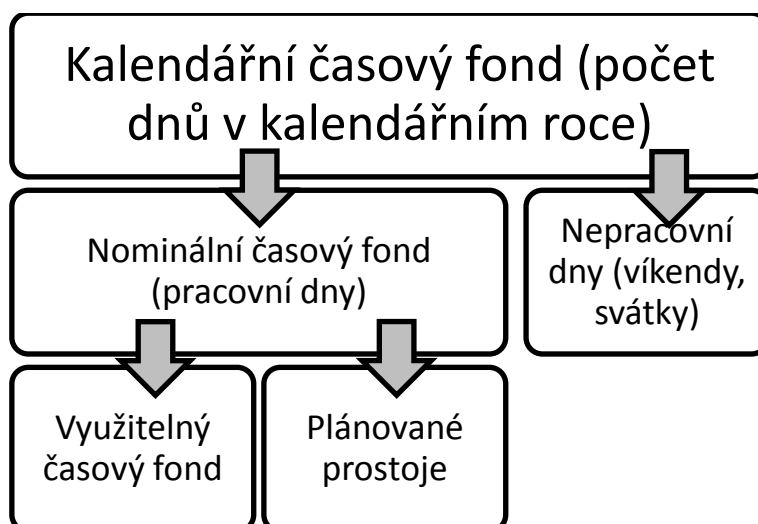 Kalendářní časový fond (počet
dnů v kalendářním roce)
Nominální časový fond
(pracovní dny)
Nepracovní
dny (víkendy,
svátky)
Využitelný
časový fond
Plánované
prostoje